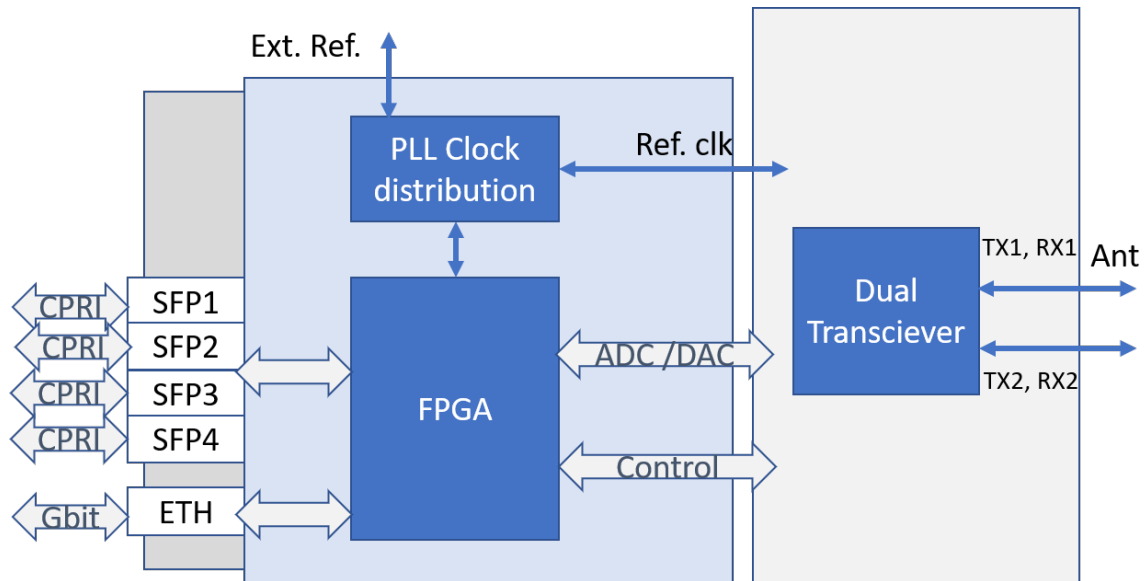 Ext. Ref.
PLL Clock
distribution
Ref. clk
TX1, RX1
Ant
Dual
Transciever
TX2, RX2
CPRI
SFP1
CPRI
SFP2
CPRI
SFP3
CPRI
SFP4
Gbit
ETH
FPGA
ADC /DAC
Control